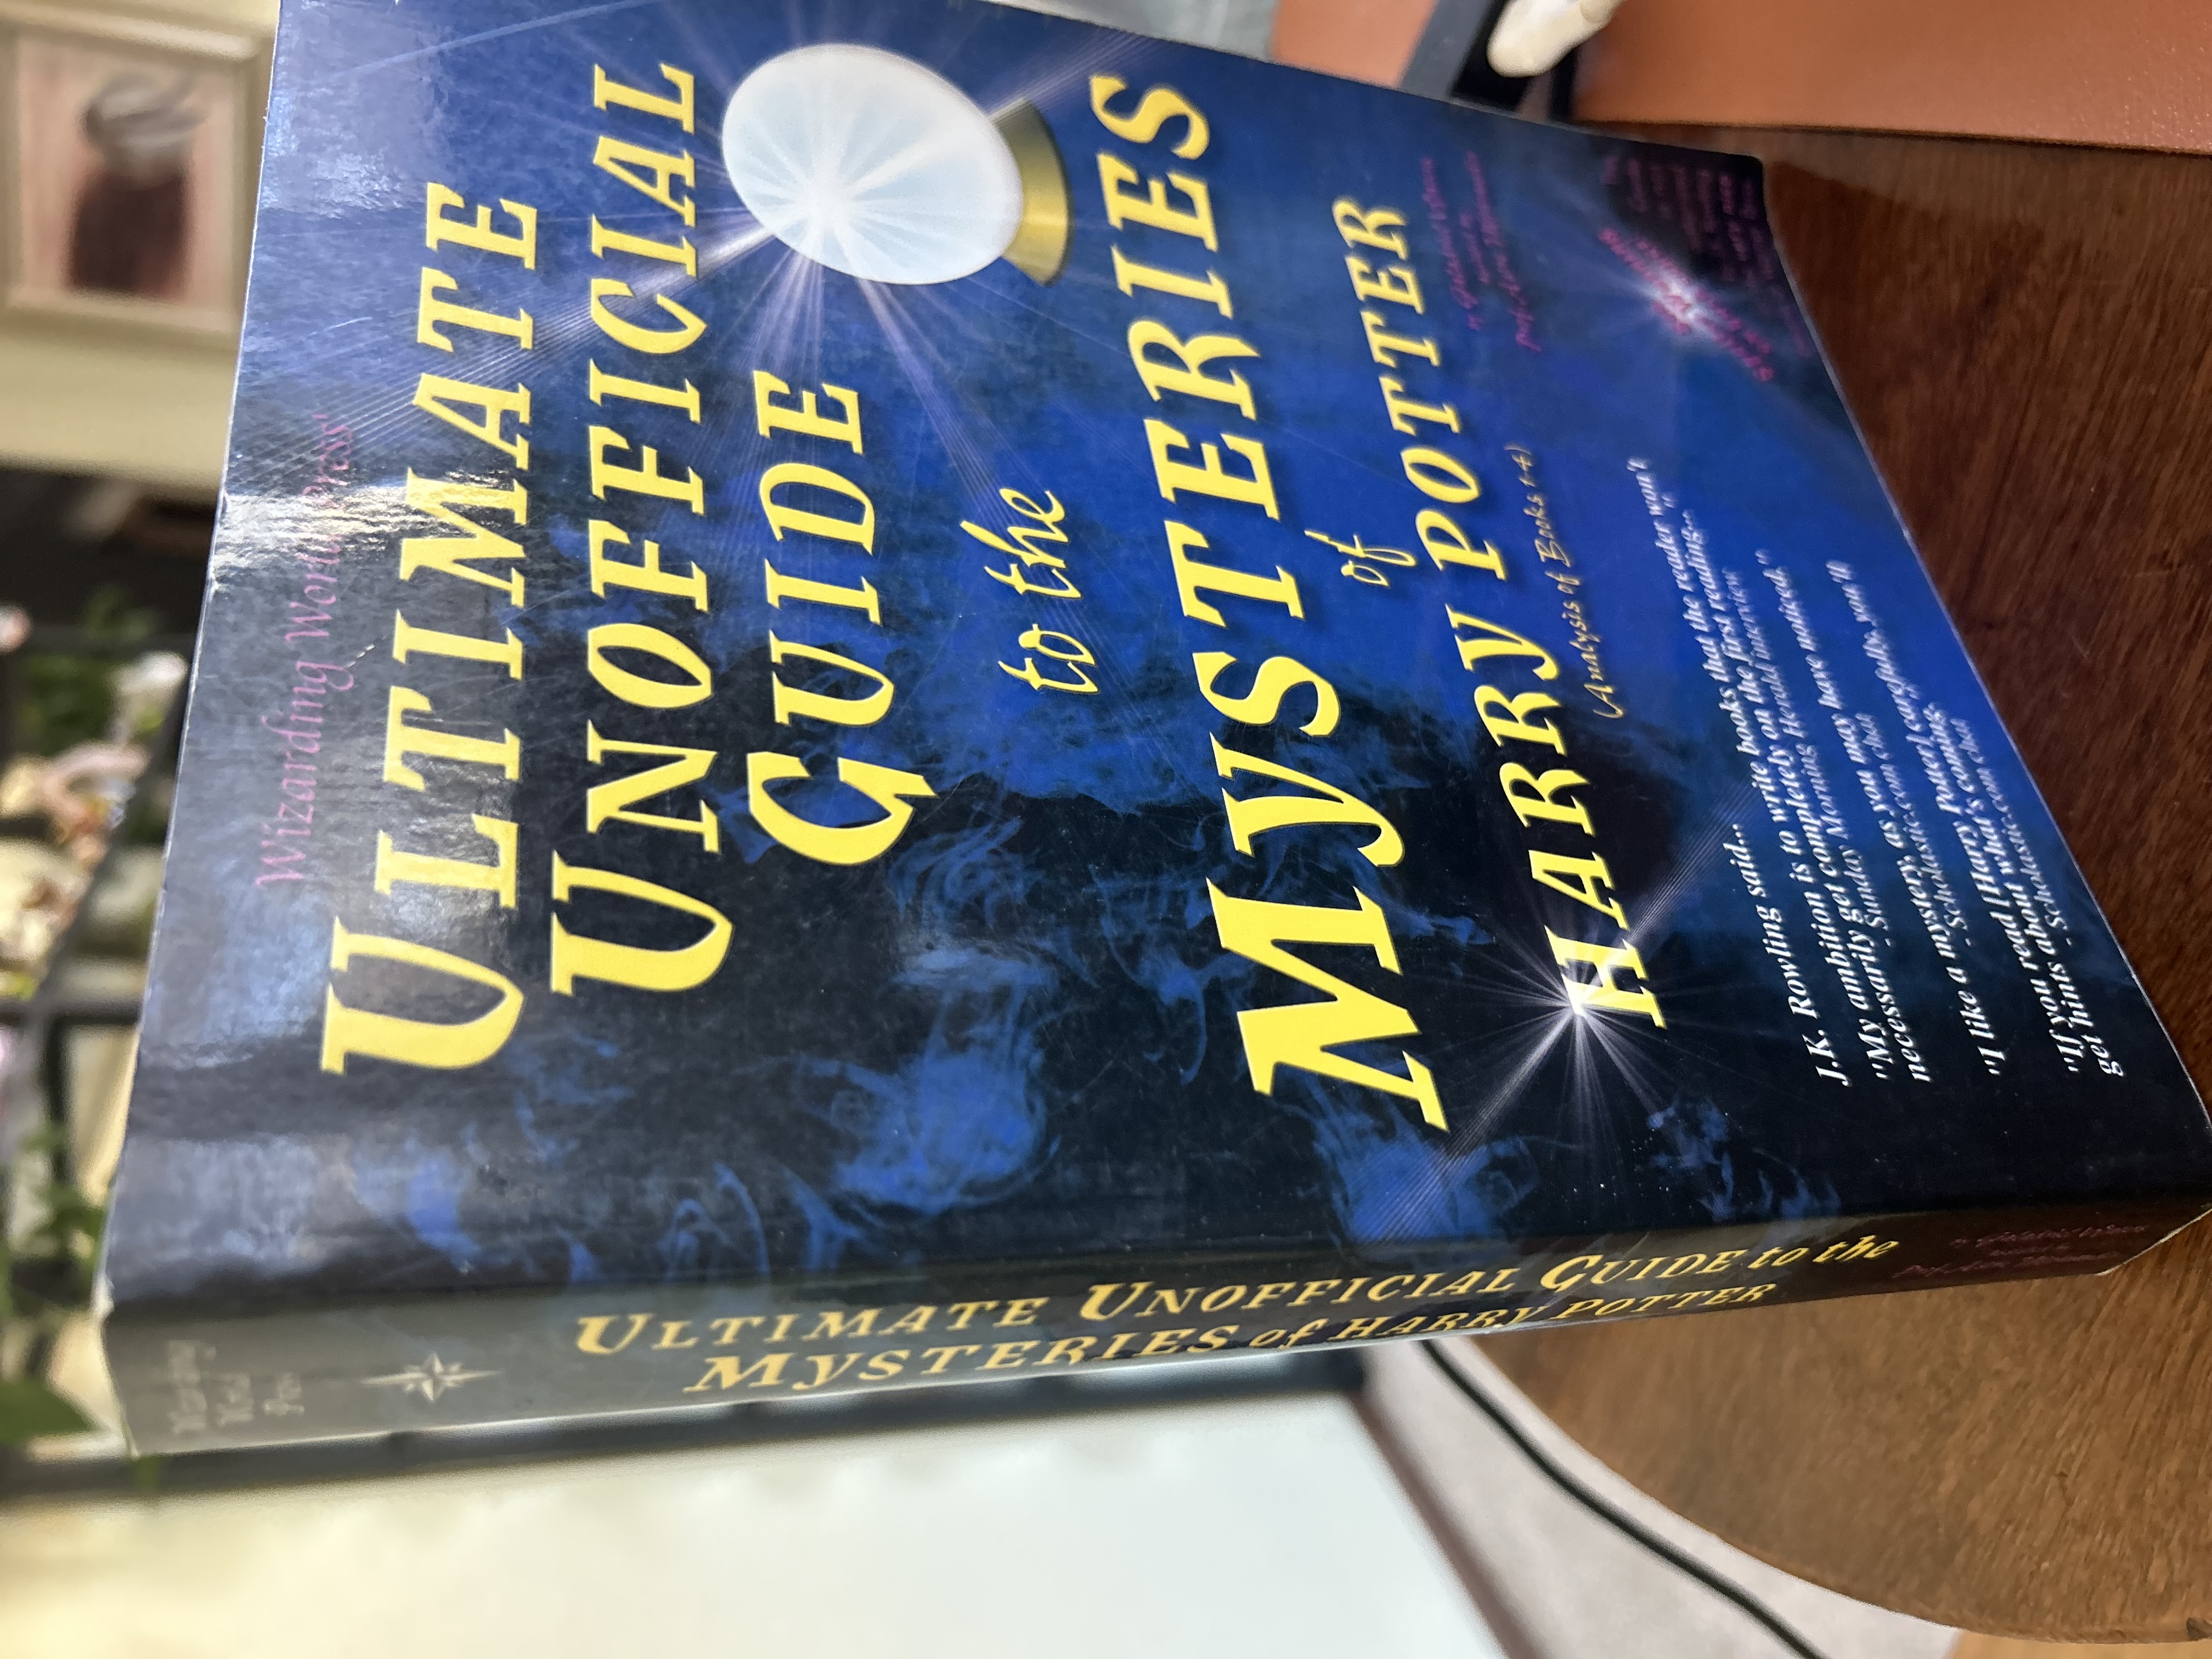 Wizarding World Press'
ULTIMATE
UNOFFICIAL
GUIDE
to the
MYSTERIES
of
HARRY POTTER
(Analysis of Books 1-4)
J.K. Rowling said...
"My ambition is to write books that the reader won't
necessarily get completely on the first reading..."
- Sunday Morning Herald interview
"I like a mystery, as you may have noticed."
- Scholastic.com chat
"If you read Harry Potter carefully, you'll
get hints about what's coming."
- Scholastic.com chat
Wizarding
World
Press
ULTIMATE UNOFFICIAL GUIDE to the
MYSTERIES of HARRY POTTER